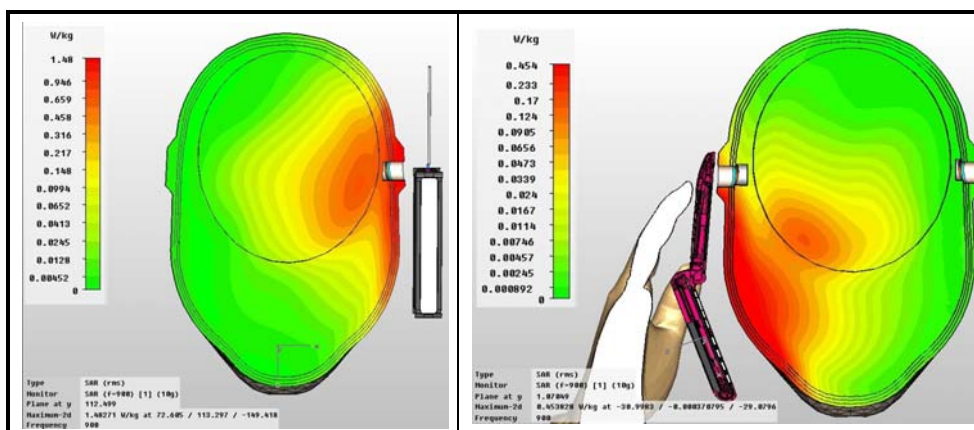 W/kg
1.48
0.946
0.659
0.458
0.316
0.217
0.148
0.0994
0.0652
0.0413
0.0245
0.0128
0.00452
0
Type SAR (rms)
Monitor SAR (f=900) [1] (10g)
Plane at y 112.499
Maximum-2d 1.48271 W/kg at 72.605 / 113.297 / -149.418
Frequency 900
W/kg
0.454
0.233
0.17
0.124
0.0905
0.0656
0.0473
0.0339
0.024
0.0167
0.0114
0.00746
0.00457
0.00245
0.000892
0
Type SAR (rms)
Monitor SAR (f=900) [1] (10g)
Plane at y 1.07049
Maximum-2d 0.453828 W/kg at -38.9983 / -0.000370795 / -29.0796
Frequency 900